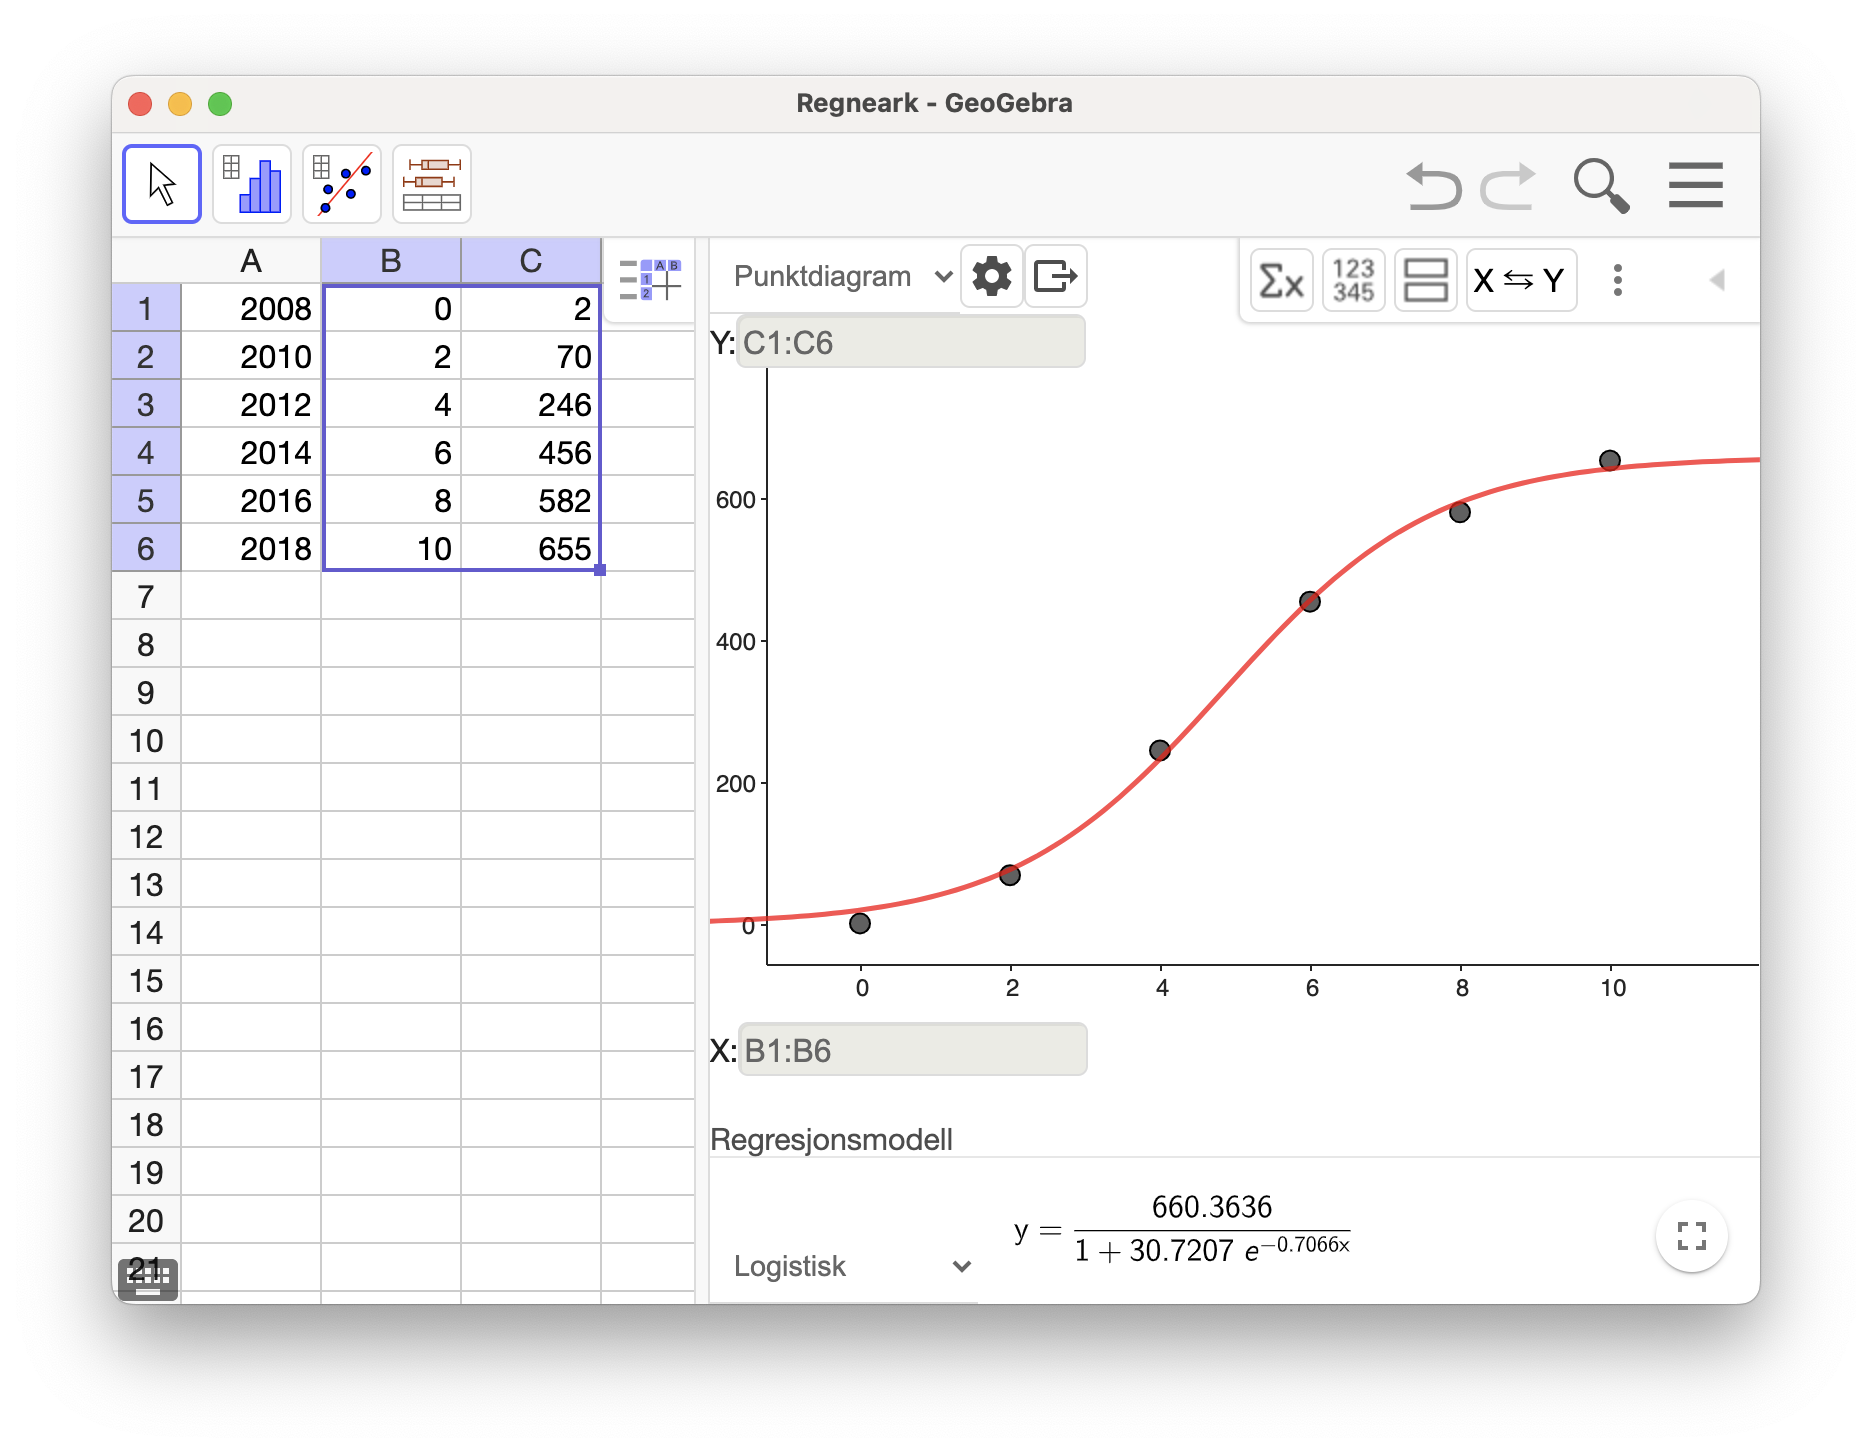 Regneark - GeoGebra
A B C
A B
1
2
Punktdiagram
Σx
123
345
X ⇆ Y
1 2008 0 2
2 2010 2 70
3 2012 4 246
4 2014 6 456
5 2016 8 582
6 2018 10 655
7
8
9
10
11
12
13
14
15
16
17
18
19
20
21
Y: C1:C6
600
400
200
0
0 2 4 6 8 10
X: B1:B6
Regresjonsmodell
Logistisk
y = 660.3636 / (1 + 30.7207 e^−0.7066x)